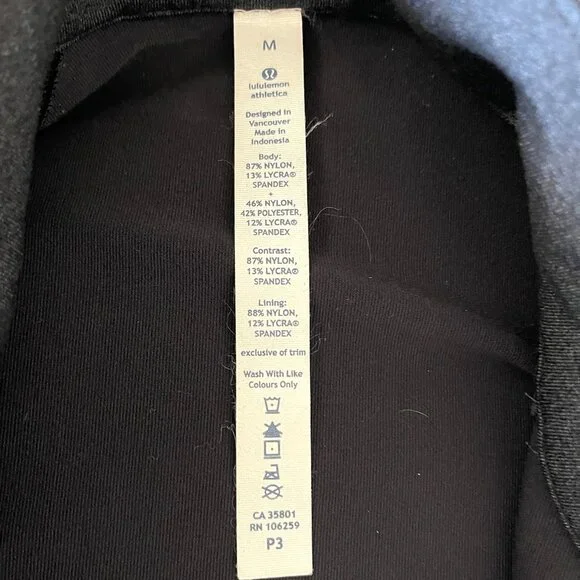 M
lululemon
athletica
Designed in
Vancouver
Made in
Indonesia
Body:
87% NYLON,
13% LYCRA®
SPANDEX
+
46% NYLON,
42% POLYESTER,
12% LYCRA®
SPANDEX
Contrast:
87% NYLON,
13% LYCRA®
SPANDEX
Lining:
88% NYLON,
12% LYCRA®
SPANDEX
exclusive of trim
Wash With Like
Colours Only
CA 35801
RN 106259
P3